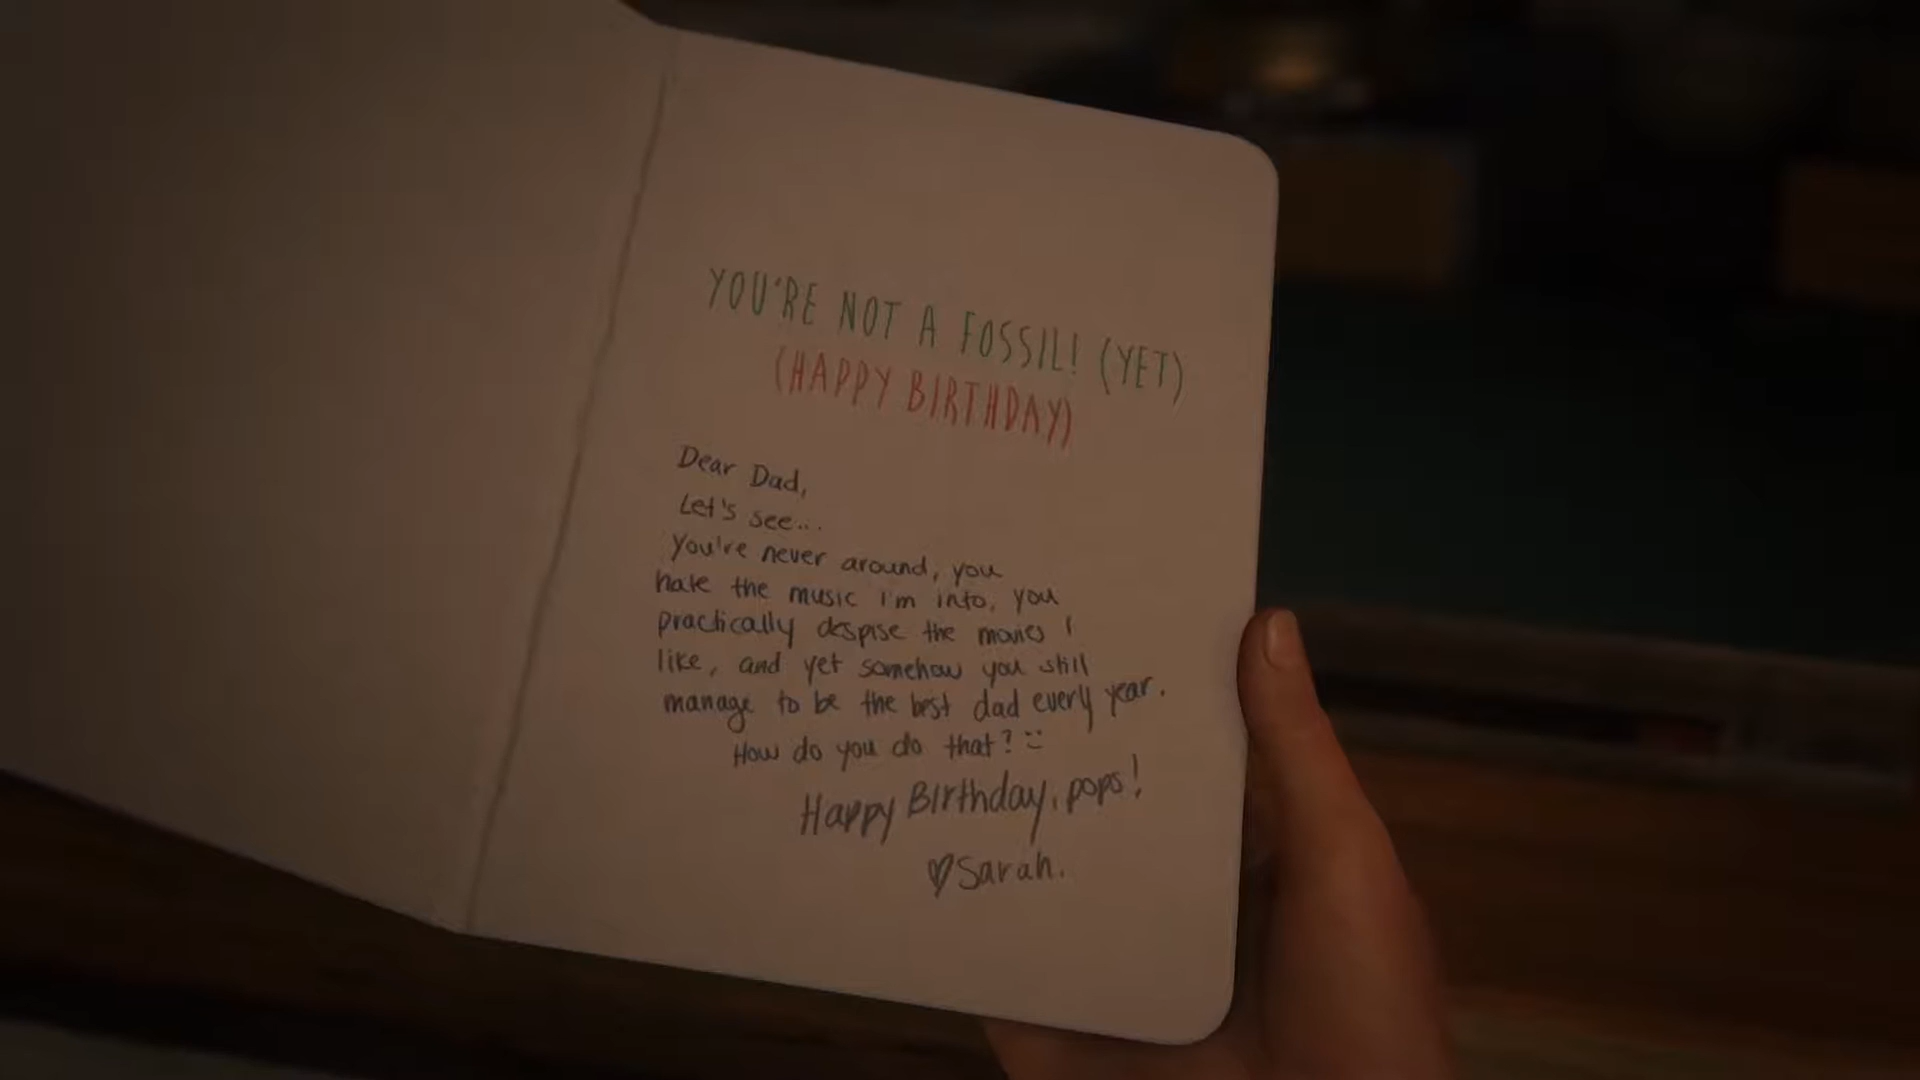 YOU'RE NOT A FOSSIL! (YET)
(HAPPY BIRTHDAY)
Dear Dad,
Let's see...
You're never around, you
hate the music I'm into, you
practically despise the movies I
like, and yet somehow you still
manage to be the best dad every year.
How do you do that? :)
Happy Birthday, pops!
♡Sarah.